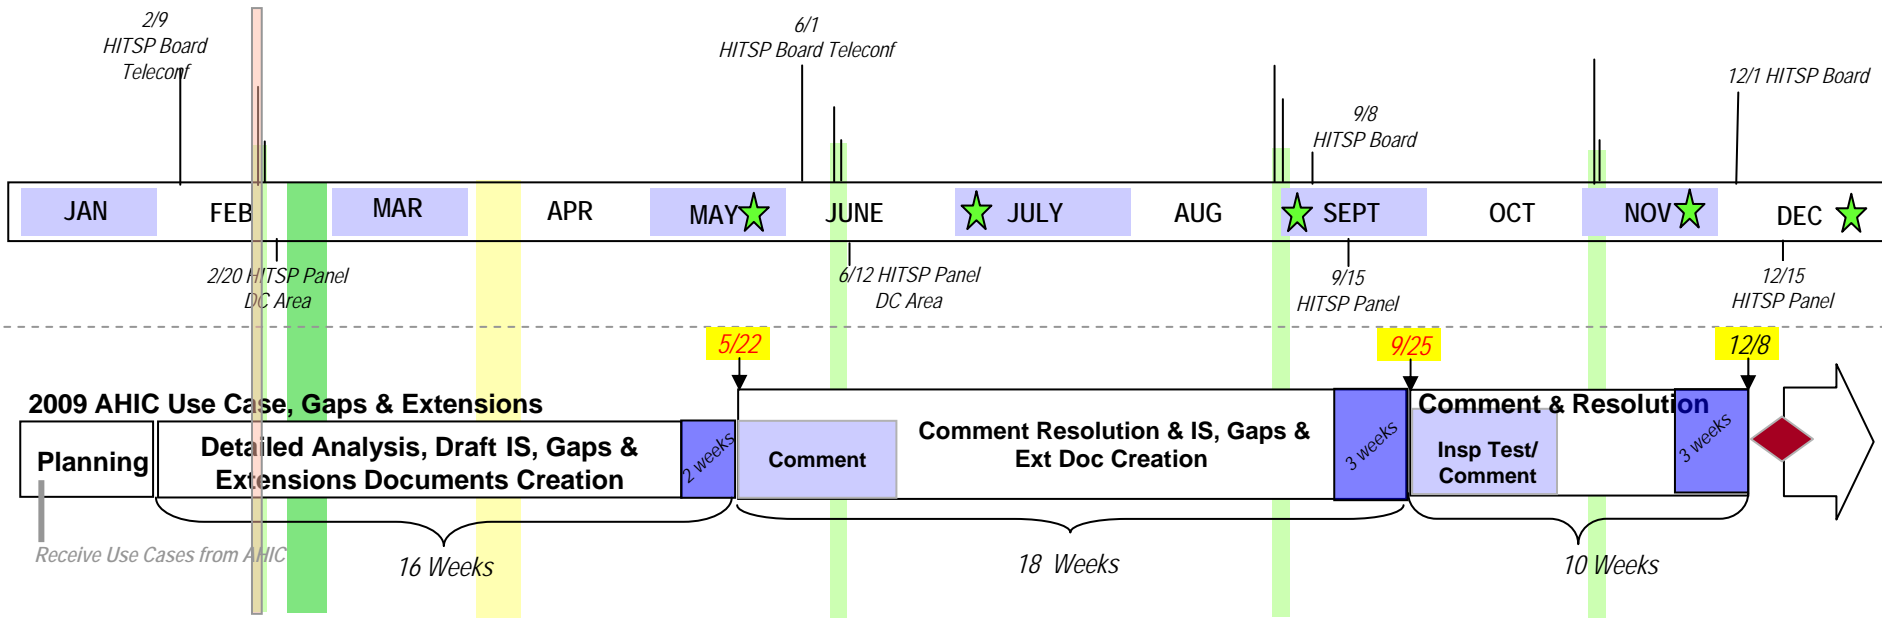 2/9
HITSP Board
Teleconf
6/1
HITSP Board Teleconf
9/8
HITSP Board
12/1 HITSP Board
JAN
FEB
MAR
APR
MAY
JUNE
JULY
AUG
SEPT
OCT
NOV
DEC
2/20 HITSP Panel
DC Area
6/12 HITSP Panel
DC Area
9/15
HITSP Panel
12/15
HITSP Panel
5/22
9/25
12/8
2009 AHIC Use Case, Gaps & Extensions
Planning
Detailed Analysis, Draft IS, Gaps &
Extensions Documents Creation
2 weeks
Comment
Comment Resolution & IS, Gaps &
Ext Doc Creation
3 weeks
Comment & Resolution
Insp Test/
Comment
3 weeks
Receive Use Cases from AHIC
16 Weeks
18 Weeks
10 Weeks